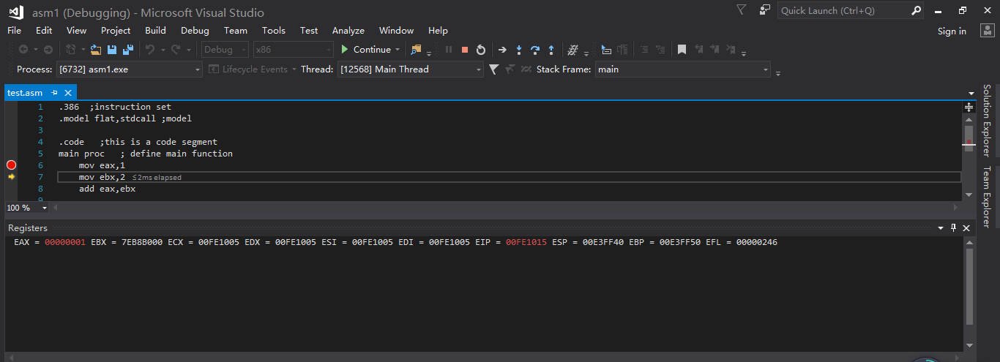 asm1 (Debugging) - Microsoft Visual Studio
Quick Launch (Ctrl+Q)
File Edit View Project Build Debug Team Tools Test Analyze Window Help
Sign in
Debug x86 Continue
Process: [6732] asm1.exe Lifecycle Events Thread: [12568] Main Thread Stack Frame: main
test.asm
1 .386  ;instruction set
2 .model flat,stdcall ;model
3
4 .code   ;this is a code segment
5 main proc   ; define main function
6     mov eax,1
7     mov ebx,2 ≤2ms elapsed
8     add eax,ebx
9
100 %
Solution Explorer
Team Explorer
Registers
EAX = 00000001 EBX = 7EB8B000 ECX = 00FE1005 EDX = 00FE1005 ESI = 00FE1005 EDI = 00FE1005 EIP = 00FE1015 ESP = 00E3FF40 EBP = 00E3FF50 EFL = 00000246